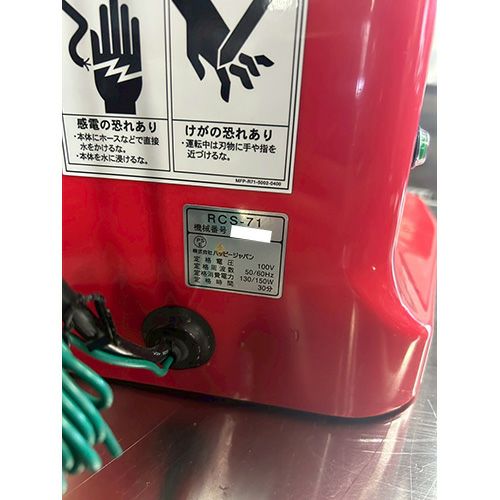 感電の恐れあり
・本体にホースなどで直接
水をかけるな。
・本体を水に浸けるな。
けがの恐れあり
・運転中は刃物に手や指を
近づけるな。
MFP-R71-5002-0400
RCS-71
機械番号
PS
E
株式会社ハッピージャパン
定格電圧 100V
定格周波数 50/60Hz
定格消費電力 130/150W
定格時間 30分